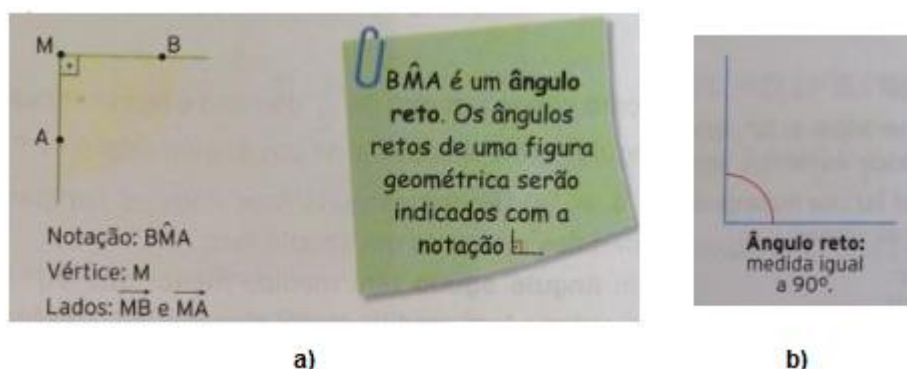 M
B
A
Notação: BM̂A
Vértice: M
Lados: MB e MA
BM̂A é um ângulo
reto. Os ângulos
retos de uma figura
geométrica serão
indicados com a
notação
Ângulo reto:
medida igual
a 90º.
a)
b)